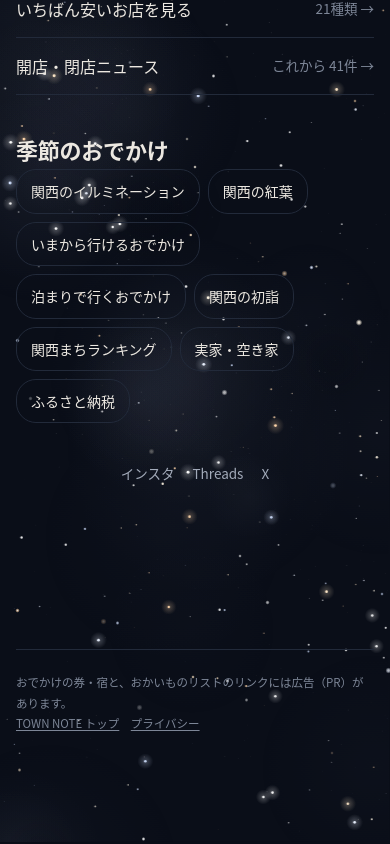 いちばん安いお店を見る 21種類 →
開店・閉店ニュース これから 41件 →
季節のおでかけ
関西のイルミネーション 関西の紅葉
いまから行けるおでかけ
泊まりで行くおでかけ 関西の初詣
関西まちランキング 実家・空き家
ふるさと納税
インスタ Threads X
おでかけの券・宿と、おかいものリストのリンクには広告（PR）が
あります。
TOWN NOTE トップ プライバシー